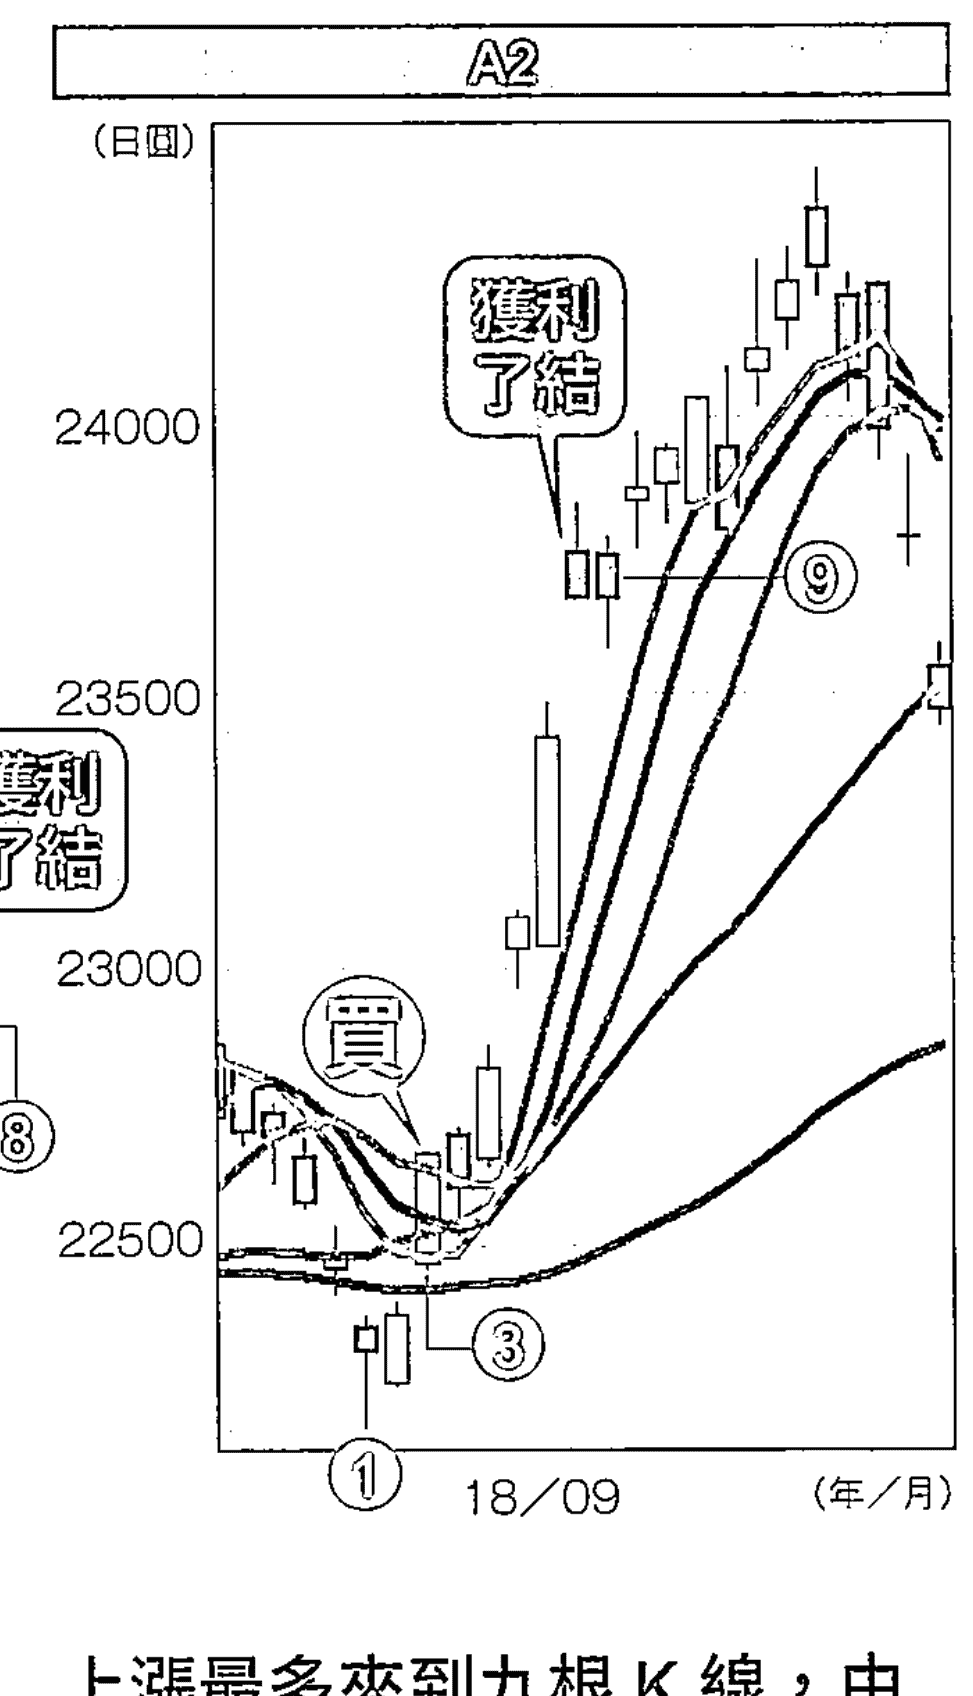 A2
(日圓)
獲利
了結
24000
⑨
23500
獲利
了結
23000
買
⑧
22500
③
①
18/09
(年/月)
上漲最多來到九根K線，由